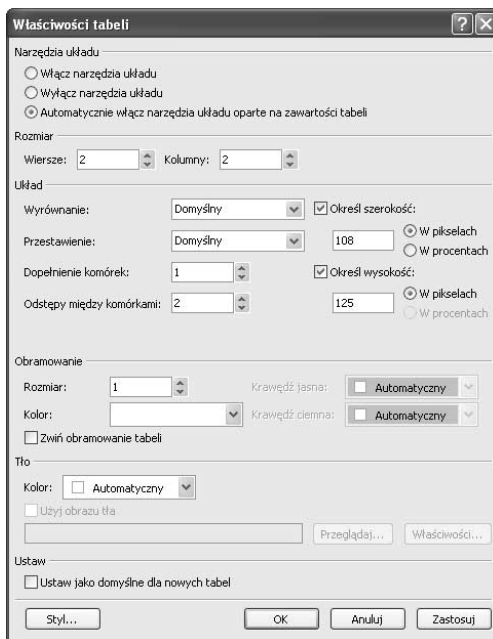 Właściwości tabeli
Narzędzia układu
Włącz narzędzia układu
Wyłącz narzędzia układu
Automatycznie włącz narzędzia układu oparte na zawartości tabeli
Rozmiar
Wiersze: 2 Kolumny: 2
Układ
Wyrównanie: Domyślny Określ szerokość:
Przestawienie: Domyślny 108 W pikselach
W procentach
Dopełnienie komórek: 1 Określ wysokość:
Odstępy między komórkami: 2 125 W pikselach
W procentach
Obramowanie
Rozmiar: 1 Krawędź jasna: Automatyczny
Kolor: Krawędź ciemna: Automatyczny
Zwiń obramowanie tabeli
Tło
Kolor: Automatyczny
Użyj obrazu tła
Przeglądaj... Właściwości...
Ustaw
Ustaw jako domyślne dla nowych tabel
Styl... OK Anuluj Zastosuj